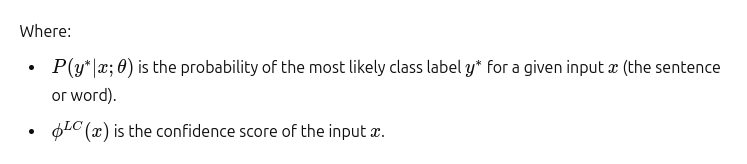 Where:
• P(y*|x; θ) is the probability of the most likely class label y* for a given input x (the sentence
or word).
• ϕ^{LC}(x) is the confidence score of the input x.